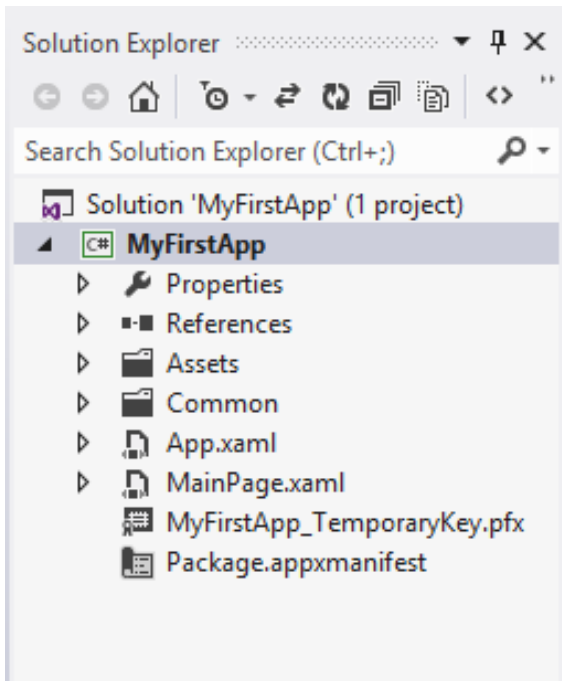 Solution Explorer
Search Solution Explorer (Ctrl+;)
Solution 'MyFirstApp' (1 project)
C# MyFirstApp
Properties
References
Assets
Common
App.xaml
MainPage.xaml
MyFirstApp_TemporaryKey.pfx
Package.appxmanifest